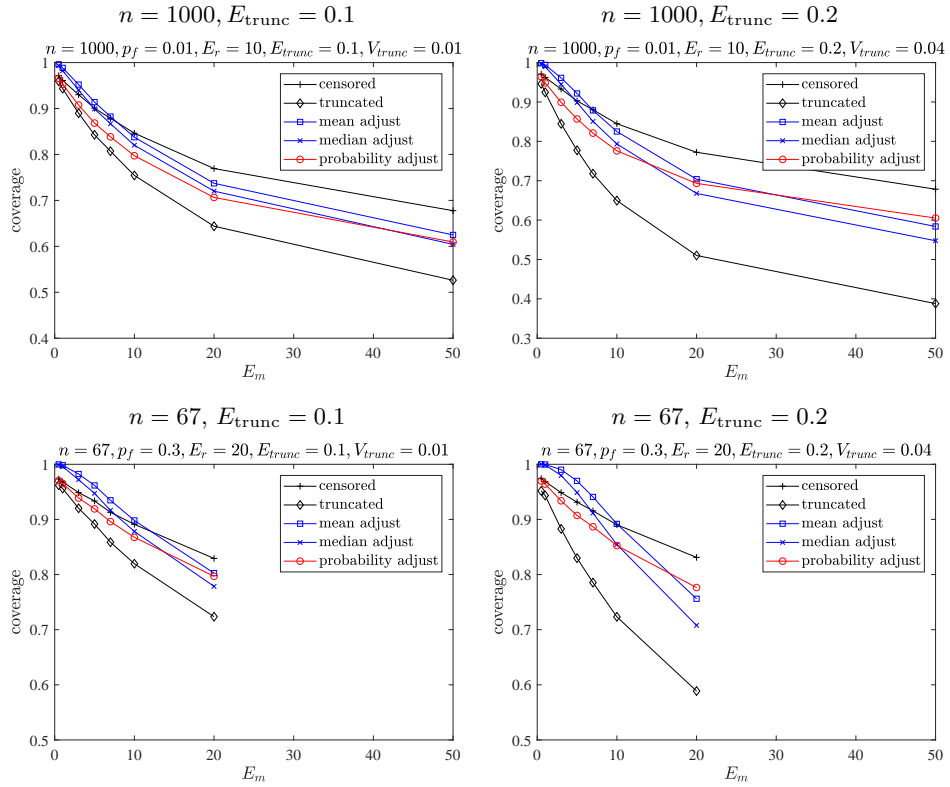 n = 1000, E_trunc = 0.1
n = 1000, p_f = 0.01, E_r = 10, E_trunc = 0.1, V_trunc = 0.01
1
0.9
0.8
0.7
0.6
0.5
0.4
coverage
0 10 20 30 40 50
E_m
censored
truncated
mean adjust
median adjust
probability adjust
n = 1000, E_trunc = 0.2
n = 1000, p_f = 0.01, E_r = 10, E_trunc = 0.2, V_trunc = 0.04
1
0.9
0.8
0.7
0.6
0.5
0.4
0.3
coverage
0 10 20 30 40 50
E_m
censored
truncated
mean adjust
median adjust
probability adjust
n = 67, E_trunc = 0.1
n = 67, p_f = 0.3, E_r = 20, E_trunc = 0.1, V_trunc = 0.01
1
0.9
0.8
0.7
0.6
0.5
coverage
0 10 20 30 40 50
E_m
censored
truncated
mean adjust
median adjust
probability adjust
n = 67, E_trunc = 0.2
n = 67, p_f = 0.3, E_r = 20, E_trunc = 0.2, V_trunc = 0.04
1
0.9
0.8
0.7
0.6
0.5
coverage
0 10 20 30 40 50
E_m
censored
truncated
mean adjust
median adjust
probability adjust